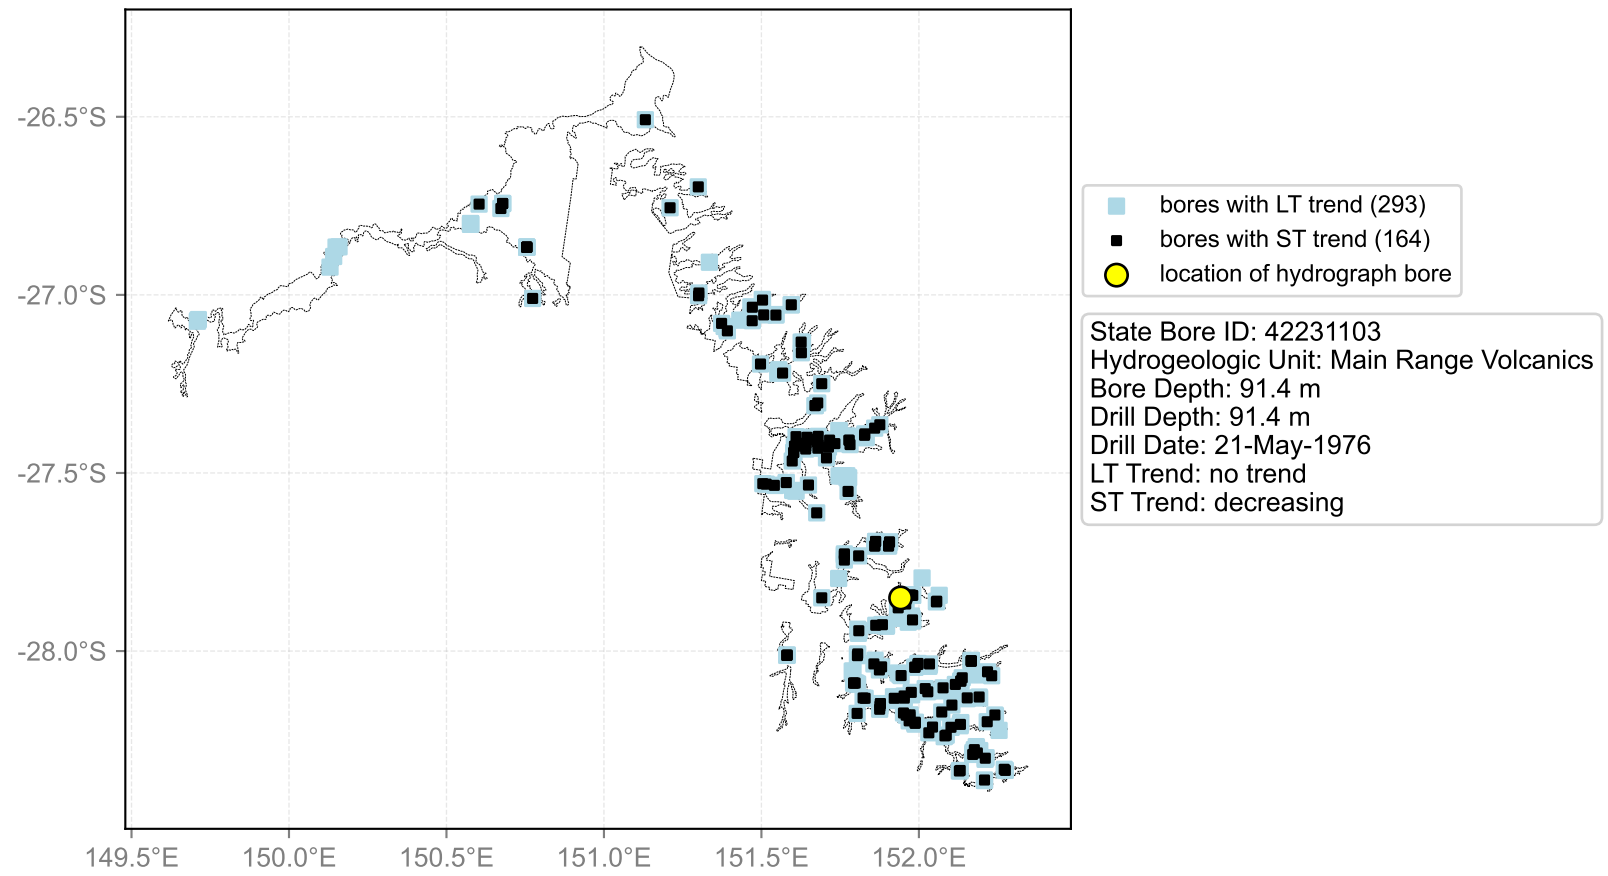 -26.5°S
-27.0°S
-27.5°S
-28.0°S
149.5°E 150.0°E 150.5°E 151.0°E 151.5°E 152.0°E
bores with LT trend (293)
bores with ST trend (164)
location of hydrograph bore
State Bore ID: 42231103
Hydrogeologic Unit: Main Range Volcanics
Bore Depth: 91.4 m
Drill Depth: 91.4 m
Drill Date: 21-May-1976
LT Trend: no trend
ST Trend: decreasing